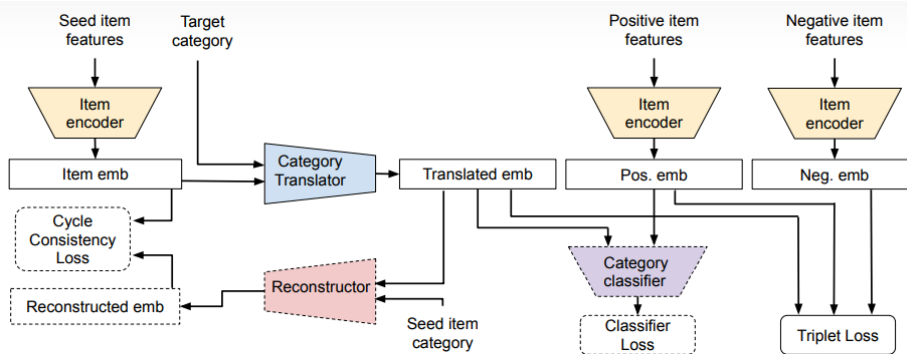 Seed item
features
Target
category
Positive item
features
Negative item
features
Item
encoder
Item
encoder
Item
encoder
Category
Translator
Item emb
Translated emb
Pos. emb
Neg. emb
Cycle
Consistency
Loss
Category
classifier
Reconstructor
Reconstructed emb
Seed item
category
Classifier
Loss
Triplet Loss